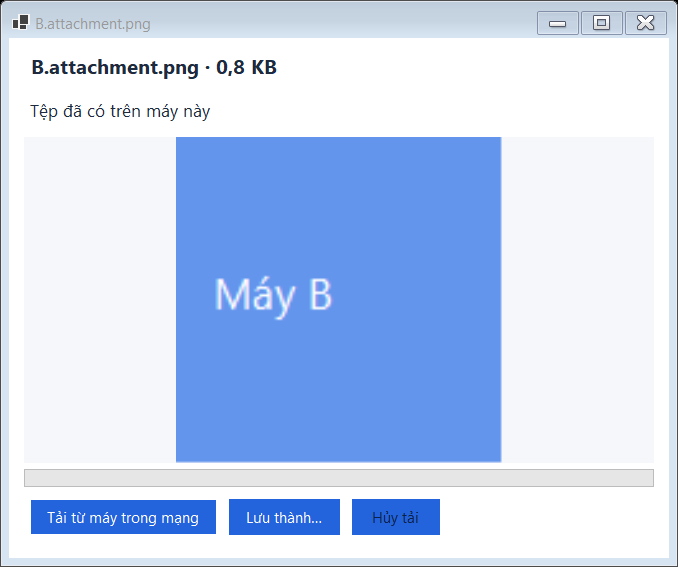 B.attachment.png
B.attachment.png · 0,8 KB
Tệp đã có trên máy này
Máy B
Tải từ máy trong mạng
Lưu thành...
Hủy tải